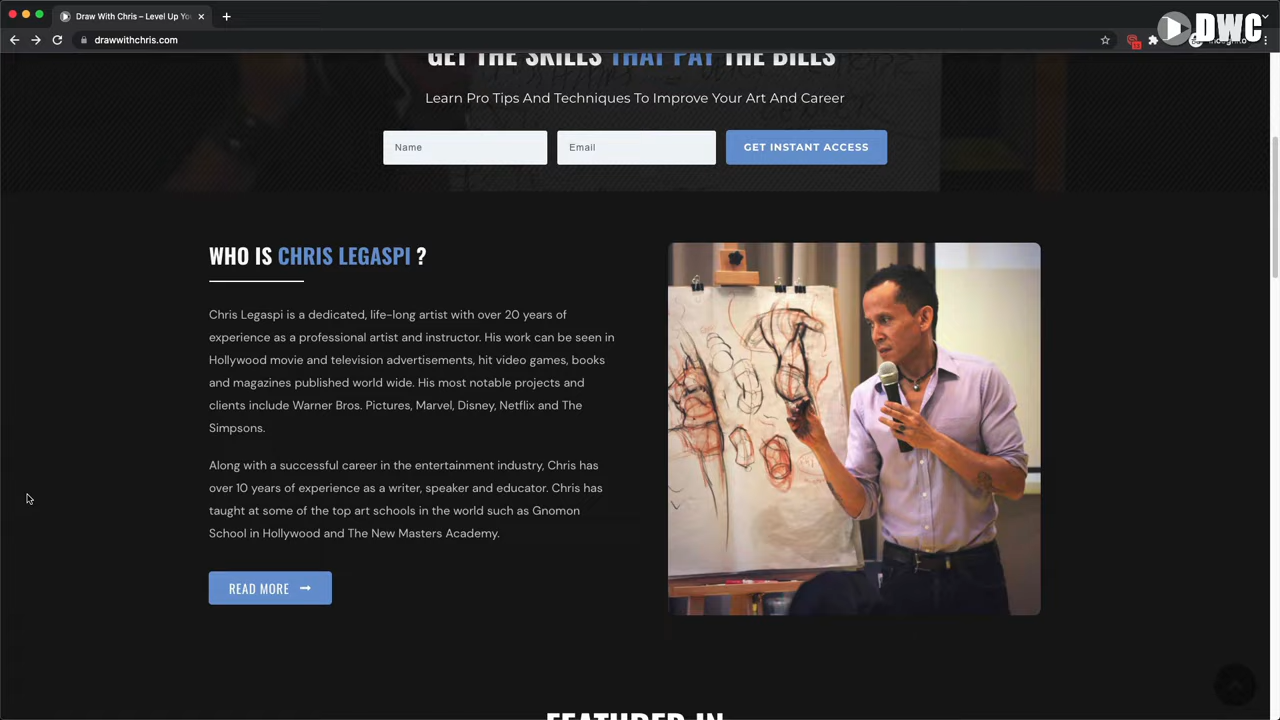 Draw With Chris – Level Up You
drawwithchris.com
DWC
GET THE SKILLS THAT PAY THE BILLS
Learn Pro Tips And Techniques To Improve Your Art And Career
Name
Email
GET INSTANT ACCESS
WHO IS CHRIS LEGASPI ?
Chris Legaspi is a dedicated, life-long artist with over 20 years of
experience as a professional artist and instructor. His work can be seen in
Hollywood movie and television advertisements, hit video games, books
and magazines published world wide. His most notable projects and
clients include Warner Bros. Pictures, Marvel, Disney, Netflix and The
Simpsons.
Along with a successful career in the entertainment industry, Chris has
over 10 years of experience as a writer, speaker and educator. Chris has
taught at some of the top art schools in the world such as Gnomon
School in Hollywood and The New Masters Academy.
READ MORE
FEATURED IN